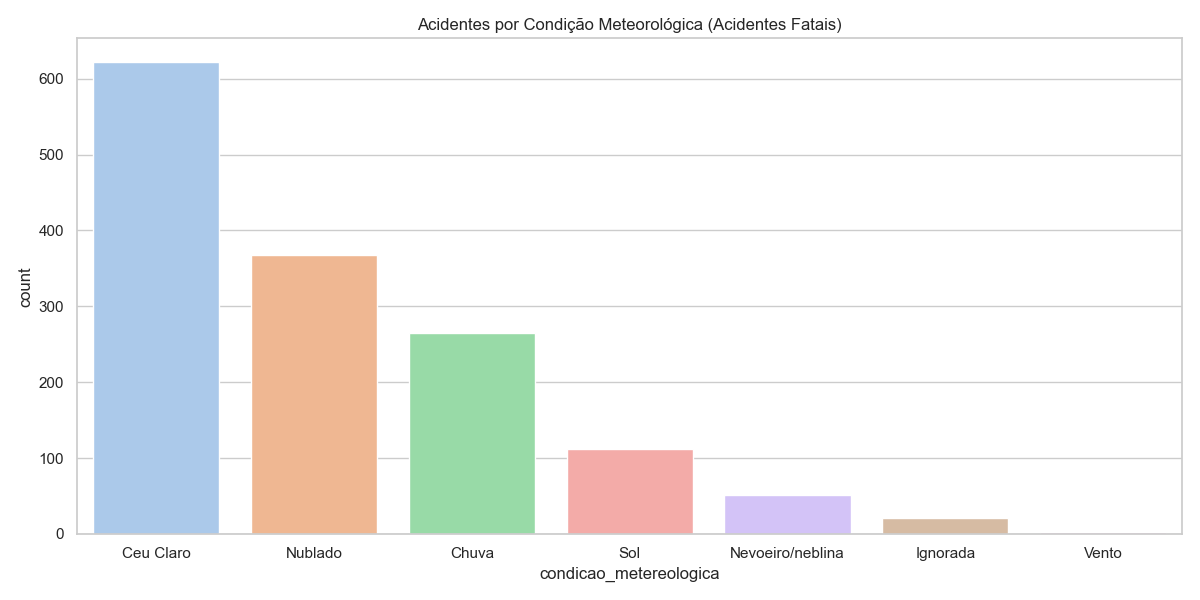 Acidentes por Condição Meteorológica (Acidentes Fatais)
count
600
500
400
300
200
100
0
Ceu Claro
Nublado
Chuva
Sol
Nevoeiro/neblina
Ignorada
Vento
condicao_metereologica